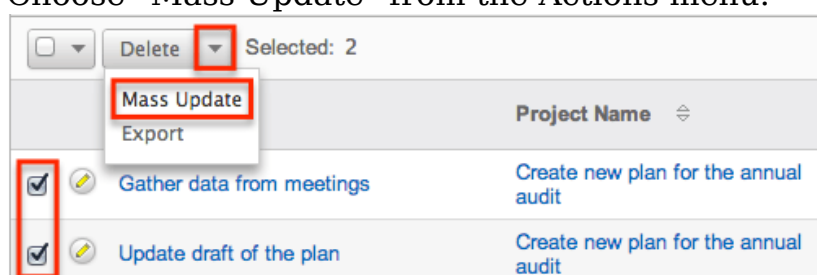 Choose "Mass Update" from the Actions menu.
Delete Selected: 2
Mass Update
Export
Project Name
Gather data from meetings
Create new plan for the annual
audit
Update draft of the plan
Create new plan for the annual
audit